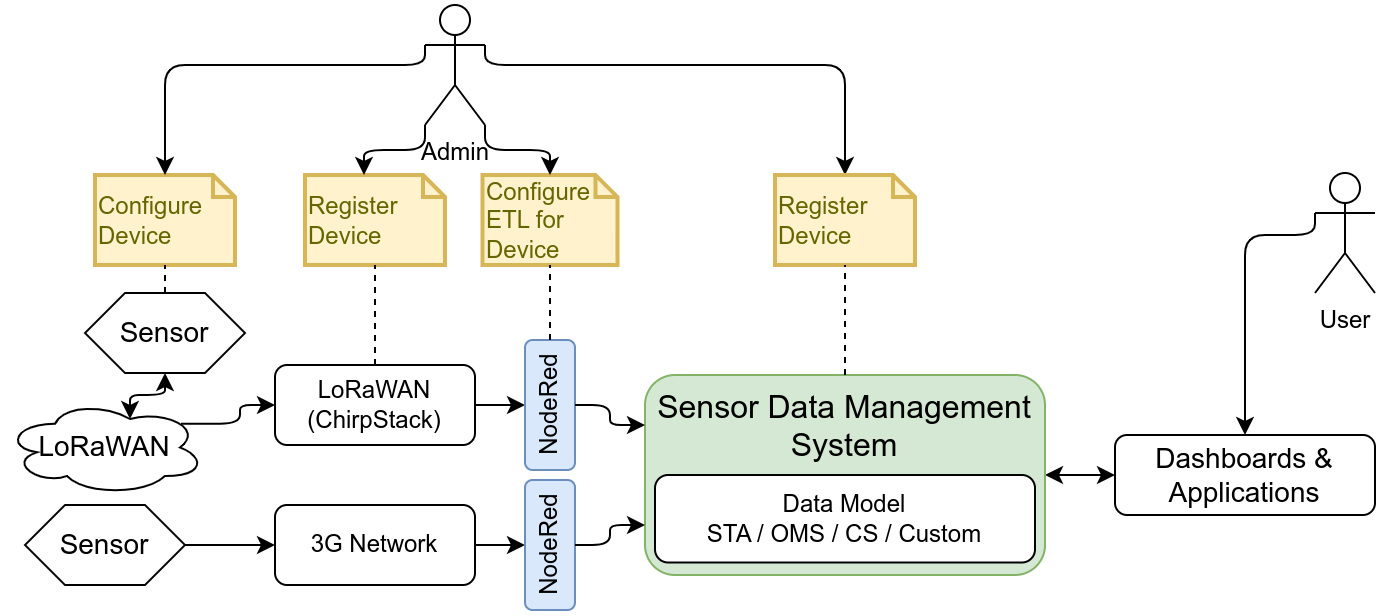 Admin
Configure
Device
Register
Device
Configure
ETL for
Device
Register
Device
User
Sensor
LoRaWAN
LoRaWAN
(ChirpStack)
NodeRed
Sensor Data Management
System
Data Model
STA / OMS / CS / Custom
Dashboards &
Applications
Sensor
3G Network
NodeRed